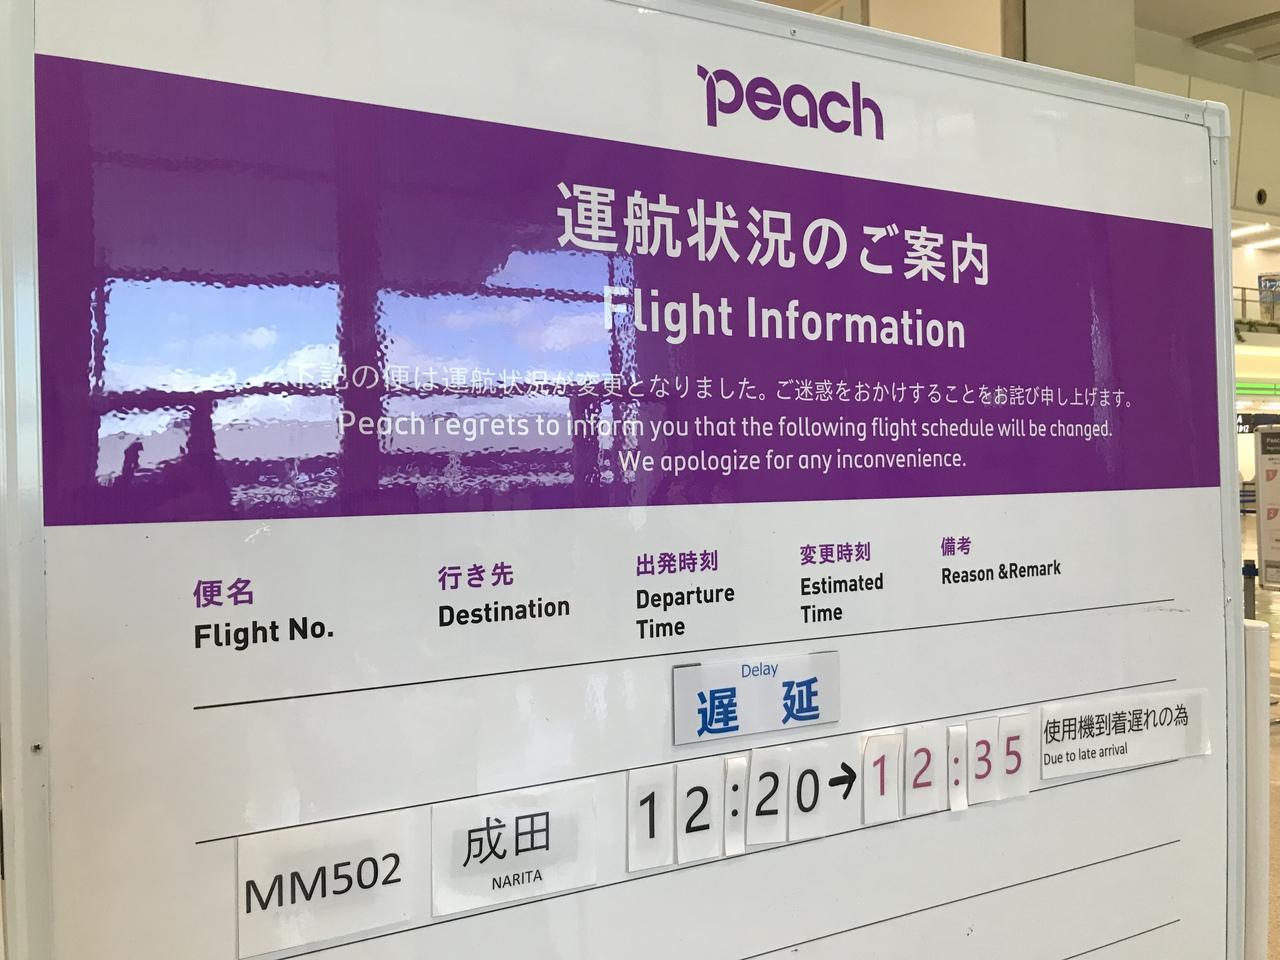 peach
運航状況のご案内
Flight Information
下記の便は運航状況が変更となりました。ご迷惑をおかけすることをお詫び申し上げます。
Peach regrets to inform you that the following flight schedule will be changed.
We apologize for any inconvenience.
便名 行き先 出発時刻 変更時刻 備考
Flight No. Destination Departure Time Estimated Time Reason &Remark
Delay
遅 延
MM502 成田 12:20→12:35 使用機到着遅れの為
NARITA Due to late arrival